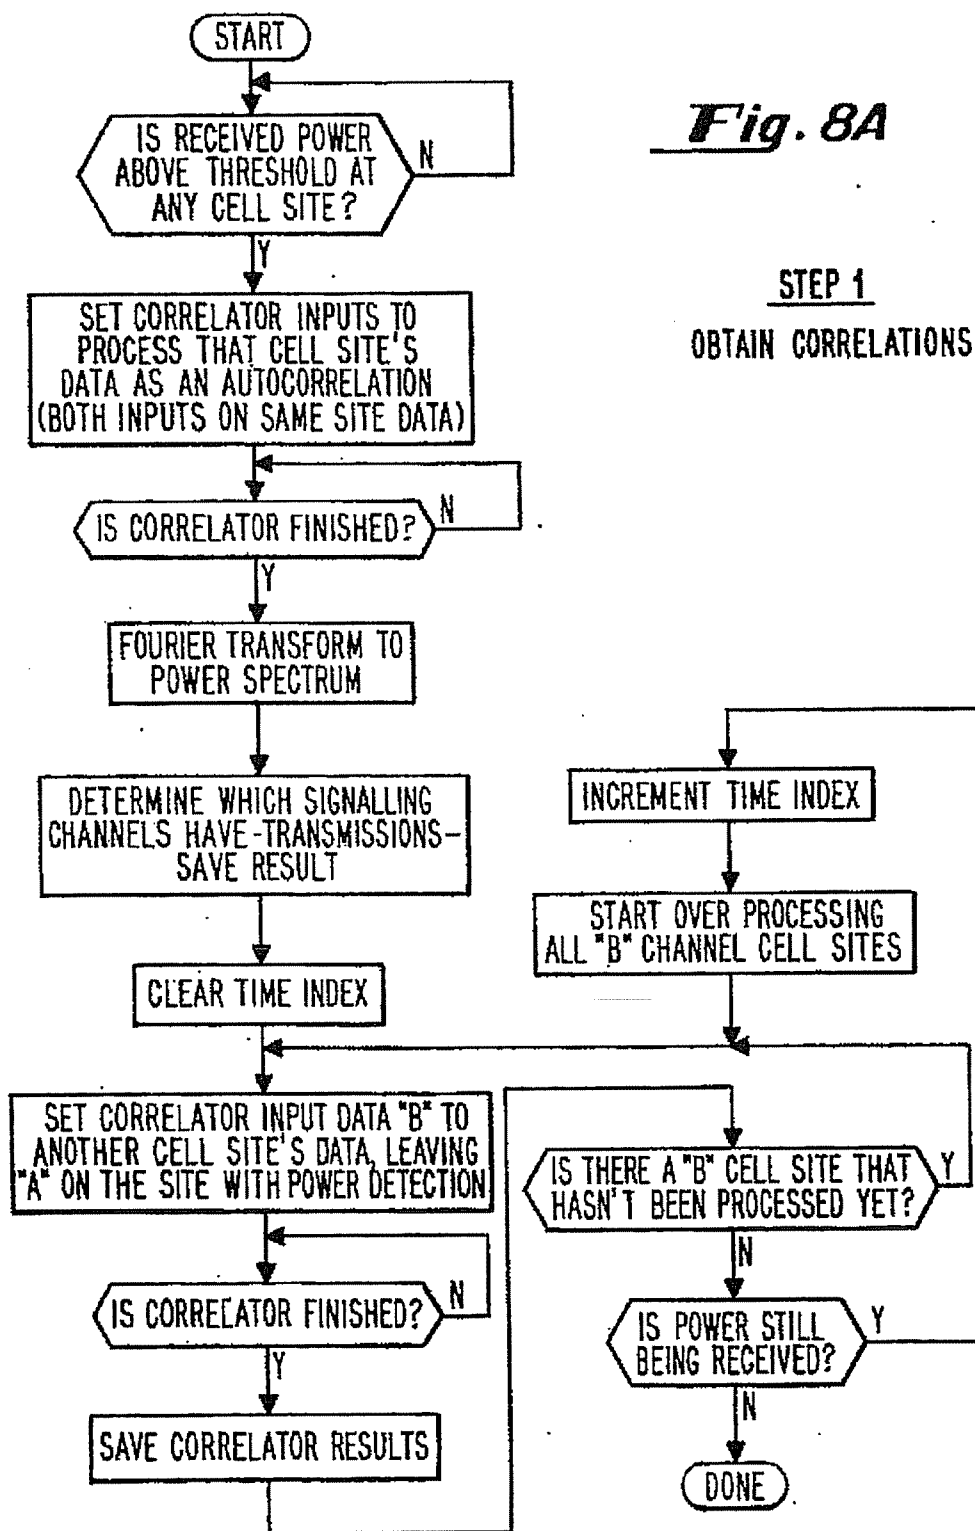 START
Fig. 8A
IS RECEIVED POWER
ABOVE THRESHOLD AT
ANY CELL SITE?
N
Y
STEP 1
OBTAIN CORRELATIONS
SET CORRELATOR INPUTS TO
PROCESS THAT CELL SITE'S
DATA AS AN AUTOCORRELATION
(BOTH INPUTS ON SAME SITE DATA)
IS CORRELATOR FINISHED?
N
Y
FOURIER TRANSFORM TO
POWER SPECTRUM
DETERMINE WHICH SIGNALLING
CHANNELS HAVE-TRANSMISSIONS-
SAVE RESULT
CLEAR TIME INDEX
SET CORRELATOR INPUT DATA "B" TO
ANOTHER CELL SITE'S DATA, LEAVING
"A" ON THE SITE WITH POWER DETECTION
IS CORRELATOR FINISHED?
N
Y
SAVE CORRELATOR RESULTS
INCREMENT TIME INDEX
START OVER PROCESSING
ALL "B" CHANNEL CELL SITES
IS THERE A "B" CELL SITE THAT
HASN'T BEEN PROCESSED YET?
Y
N
IS POWER STILL
BEING RECEIVED?
Y
N
DONE